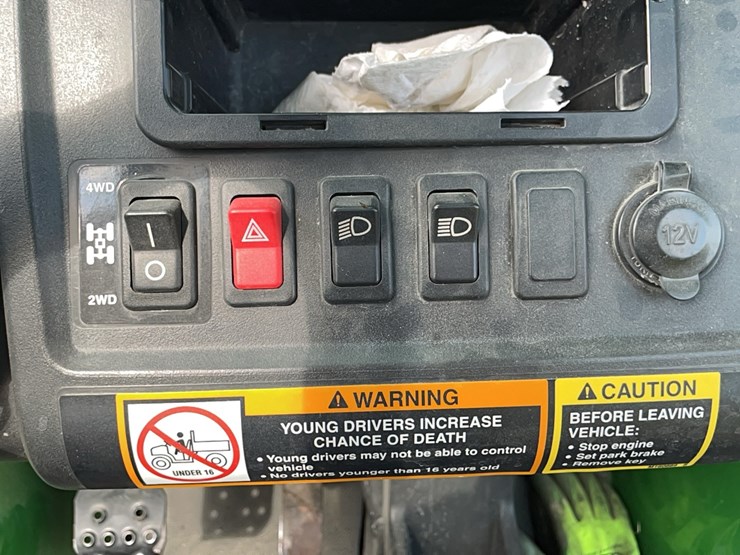 4WD
I
O
2WD
12V
WARNING
YOUNG DRIVERS INCREASE
CHANCE OF DEATH
• Young drivers may not be able to control
vehicle
• No drivers younger than 16 years old
UNDER 16
CAUTION
BEFORE LEAVING
VEHICLE:
• Stop engine
• Set park brake
• Remove key